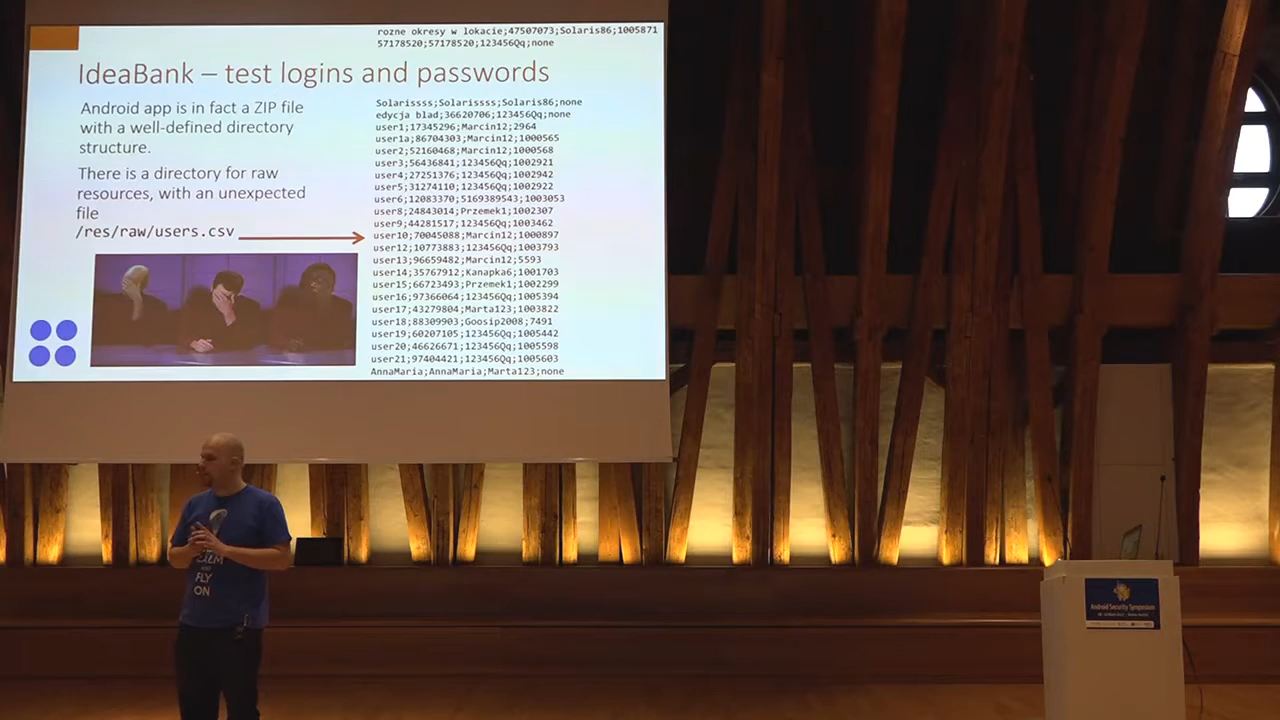 rozne okresy w lokacie;47507073;Solaris86;1005871
57178520;57178520;123456Qq;none
IdeaBank – test logins and passwords
Android app is in fact a ZIP file
with a well-defined directory
structure.
There is a directory for raw
resources, with an unexpected
file
/res/raw/users.csv
Solarissss;Solarissss;Solaris86;none
edycja blad;36620706;123456Qq;none
user1;17345296;Marcin12;2964
user1a;86704303;Marcin12;1000565
user2;52160468;Marcin12;1000568
user3;56436841;123456Qq;1002921
user4;27251376;123456Qq;1002942
user5;31274110;123456Qq;1002922
user6;12083370;5169389543;1003053
user8;24843014;Przemek1;1002307
user9;44281517;123456Qq;1003462
user10;70045088;Marcin12;1000897
user12;10773883;123456Qq;1003793
user13;96659482;Marcin12;5593
user14;35767912;Kanapka6;1001703
user15;66723493;Przemek1;1002299
user16;97366064;123456Qq;1005394
user17;43279804;Marta123;1003822
user18;88309903;Goosip2008;7491
user19;60207105;123456Qq;1005442
user20;46626671;123456Qq;1005598
user21;97404421;123456Qq;1005603
AnnaMaria;AnnaMaria;Marta123;none
FLY
ON
Android Security Symposium